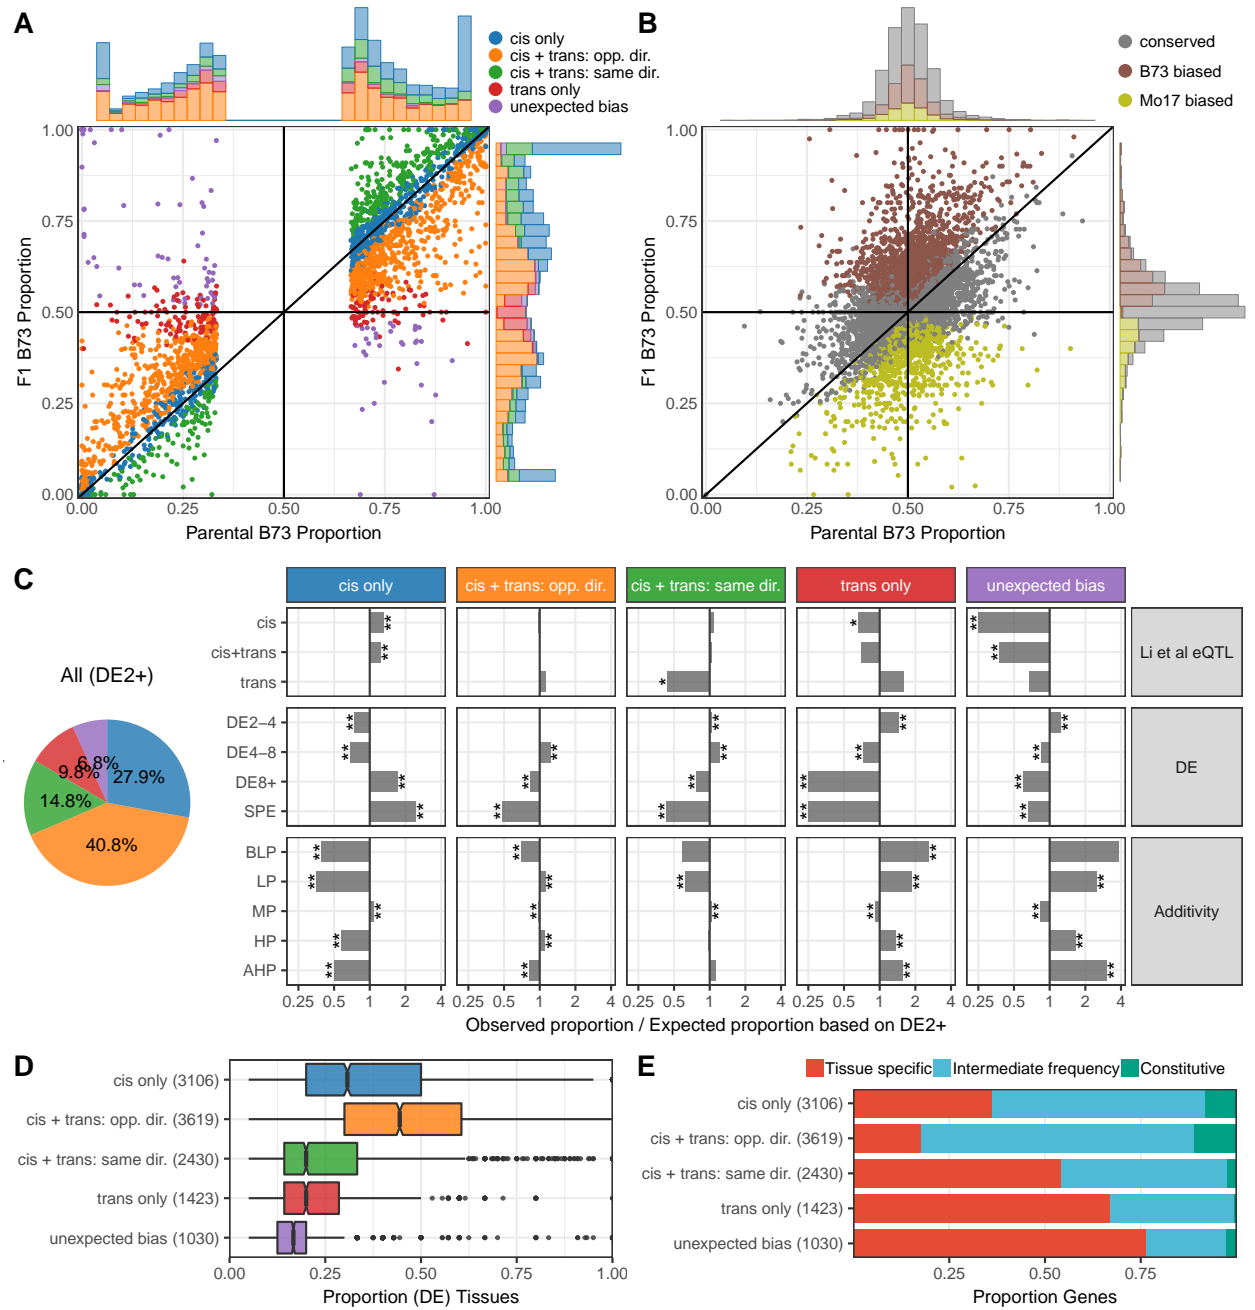 A
cis only
cis + trans: opp. dir.
cis + trans: same dir.
trans only
unexpected bias
1.00
0.75
0.50
0.25
0.00
F1 B73 Proportion
0.00 0.25 0.50 0.75 1.00
Parental B73 Proportion
B
conserved
B73 biased
Mo17 biased
1.00
0.75
0.50
0.25
0.00
F1 B73 Proportion
0.00 0.25 0.50 0.75 1.00
Parental B73 Proportion
C
All (DE2+)
6.8%
9.8%
27.9%
14.8%
40.8%
cis only cis + trans: opp. dir. cis + trans: same dir. trans only unexpected bias
cis ** * **
cis+trans ** **
trans *
Li et al eQTL
DE2–4 ** ** ** **
DE4–8 ** ** ** ** **
DE8+ ** ** ** ** **
SPE ** ** ** ** **
DE
BLP ** ** **
LP ** ** ** ** **
MP ** ** ** ** **
HP ** ** ** **
AHP ** ** ** **
Additivity
0.25 0.5 1 2 4 0.25 0.5 1 2 4 0.25 0.5 1 2 4 0.25 0.5 1 2 4 0.25 0.5 1 2 4
Observed proportion / Expected proportion based on DE2+
D
cis only (3106)
cis + trans: opp. dir. (3619)
cis + trans: same dir. (2430)
trans only (1423)
unexpected bias (1030)
0.00 0.25 0.50 0.75 1.00
Proportion (DE) Tissues
E
Tissue specific Intermediate frequency Constitutive
cis only (3106)
cis + trans: opp. dir. (3619)
cis + trans: same dir. (2430)
trans only (1423)
unexpected bias (1030)
0.25 0.50 0.75
Proportion Genes